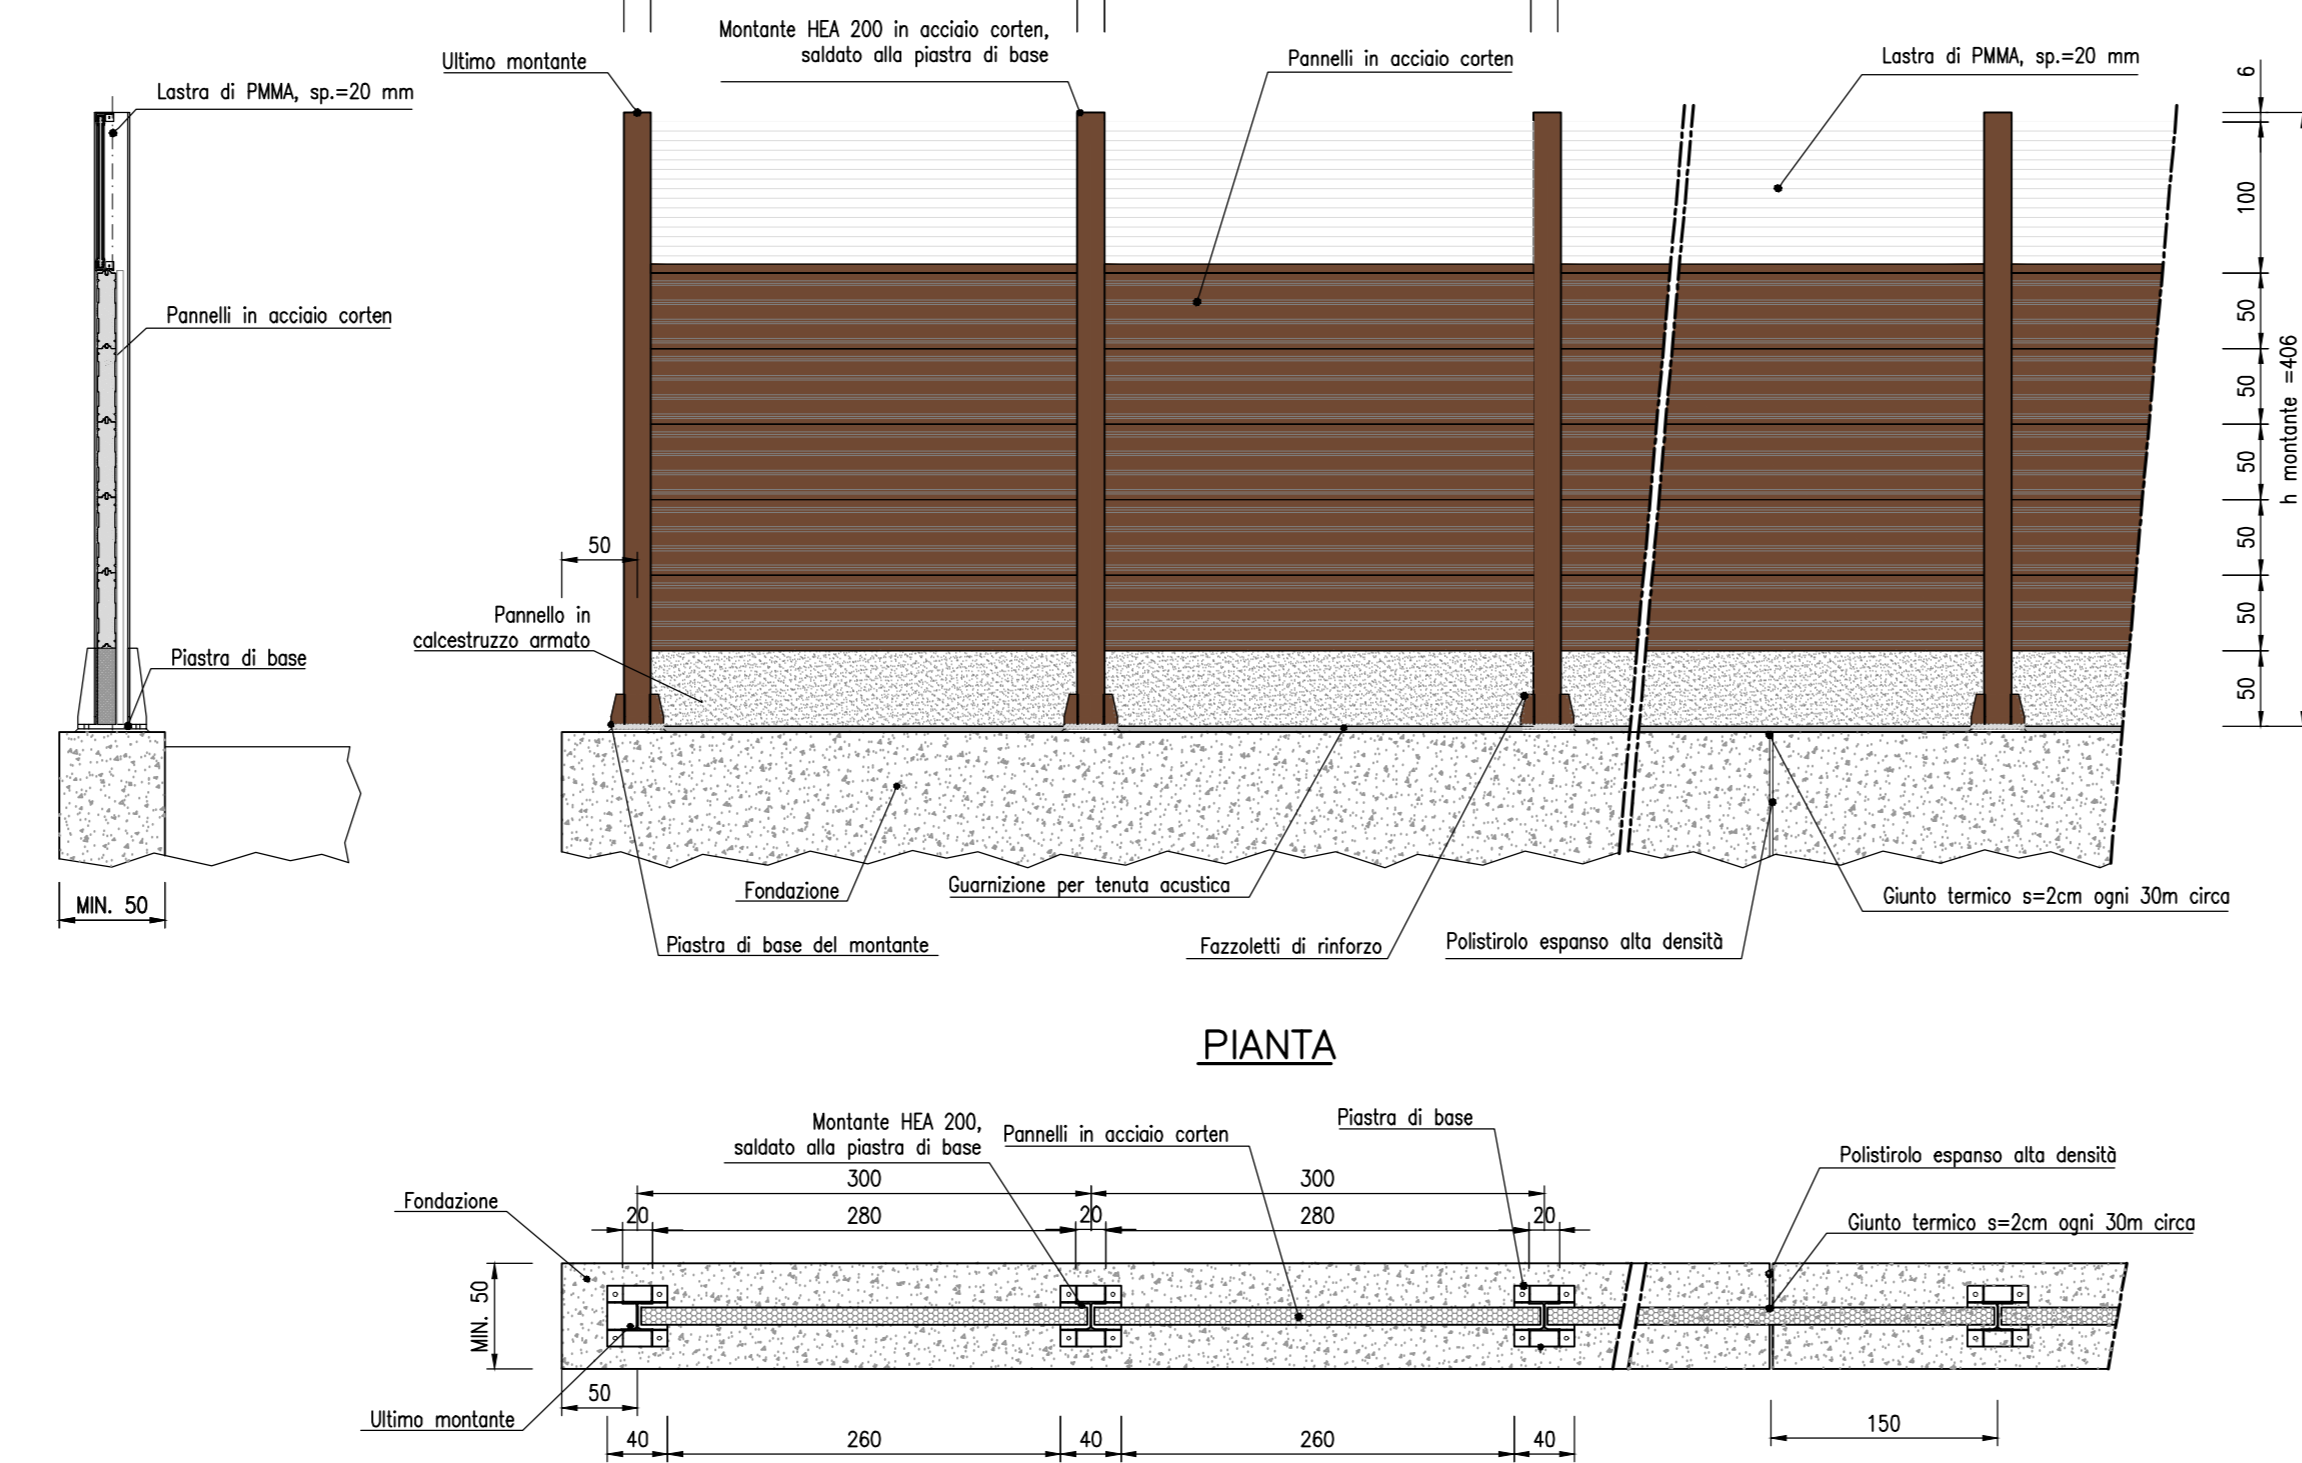 Lastra di PMMA, sp.=20 mm
Pannelli in acciaio corten
Piastra di base
MIN. 50
Ultimo montante
Montante HEA 200 in acciaio corten,
saldato alla piastra di base
Pannelli in acciaio corten
Lastra di PMMA, sp.=20 mm
6
100
50
50
50
50
50
50
h montante =406
50
Pannello in
calcestruzzo armato
Fondazione
Guarnizione per tenuta acustica
Giunto termico s=2cm ogni 30m circa
Piastra di base del montante
Fazzoletti di rinforzo
Polistirolo espanso alta densità
PIANTA
Montante HEA 200,
saldato alla piastra di base
Pannelli in acciaio corten
Piastra di base
Polistirolo espanso alta densità
Fondazione
300
300
20
280
20
280
20
Giunto termico s=2cm ogni 30m circa
MIN. 50
50
Ultimo montante
40
260
40
260
40
150